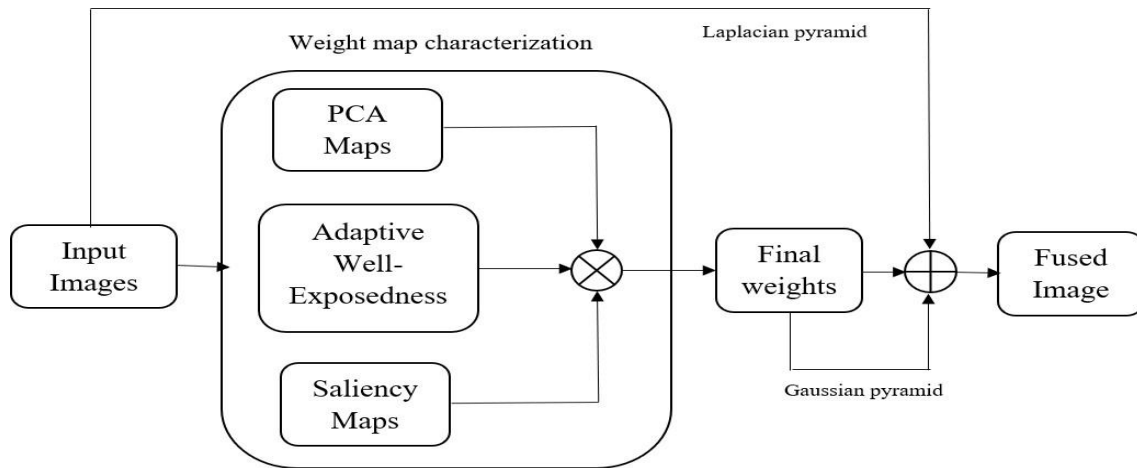 Laplacian pyramid
Weight map characterization
PCA
Maps
Input
Images
Adaptive
Well-
Exposedness
Saliency
Maps
Final
weights
Fused
Image
Gaussian pyramid